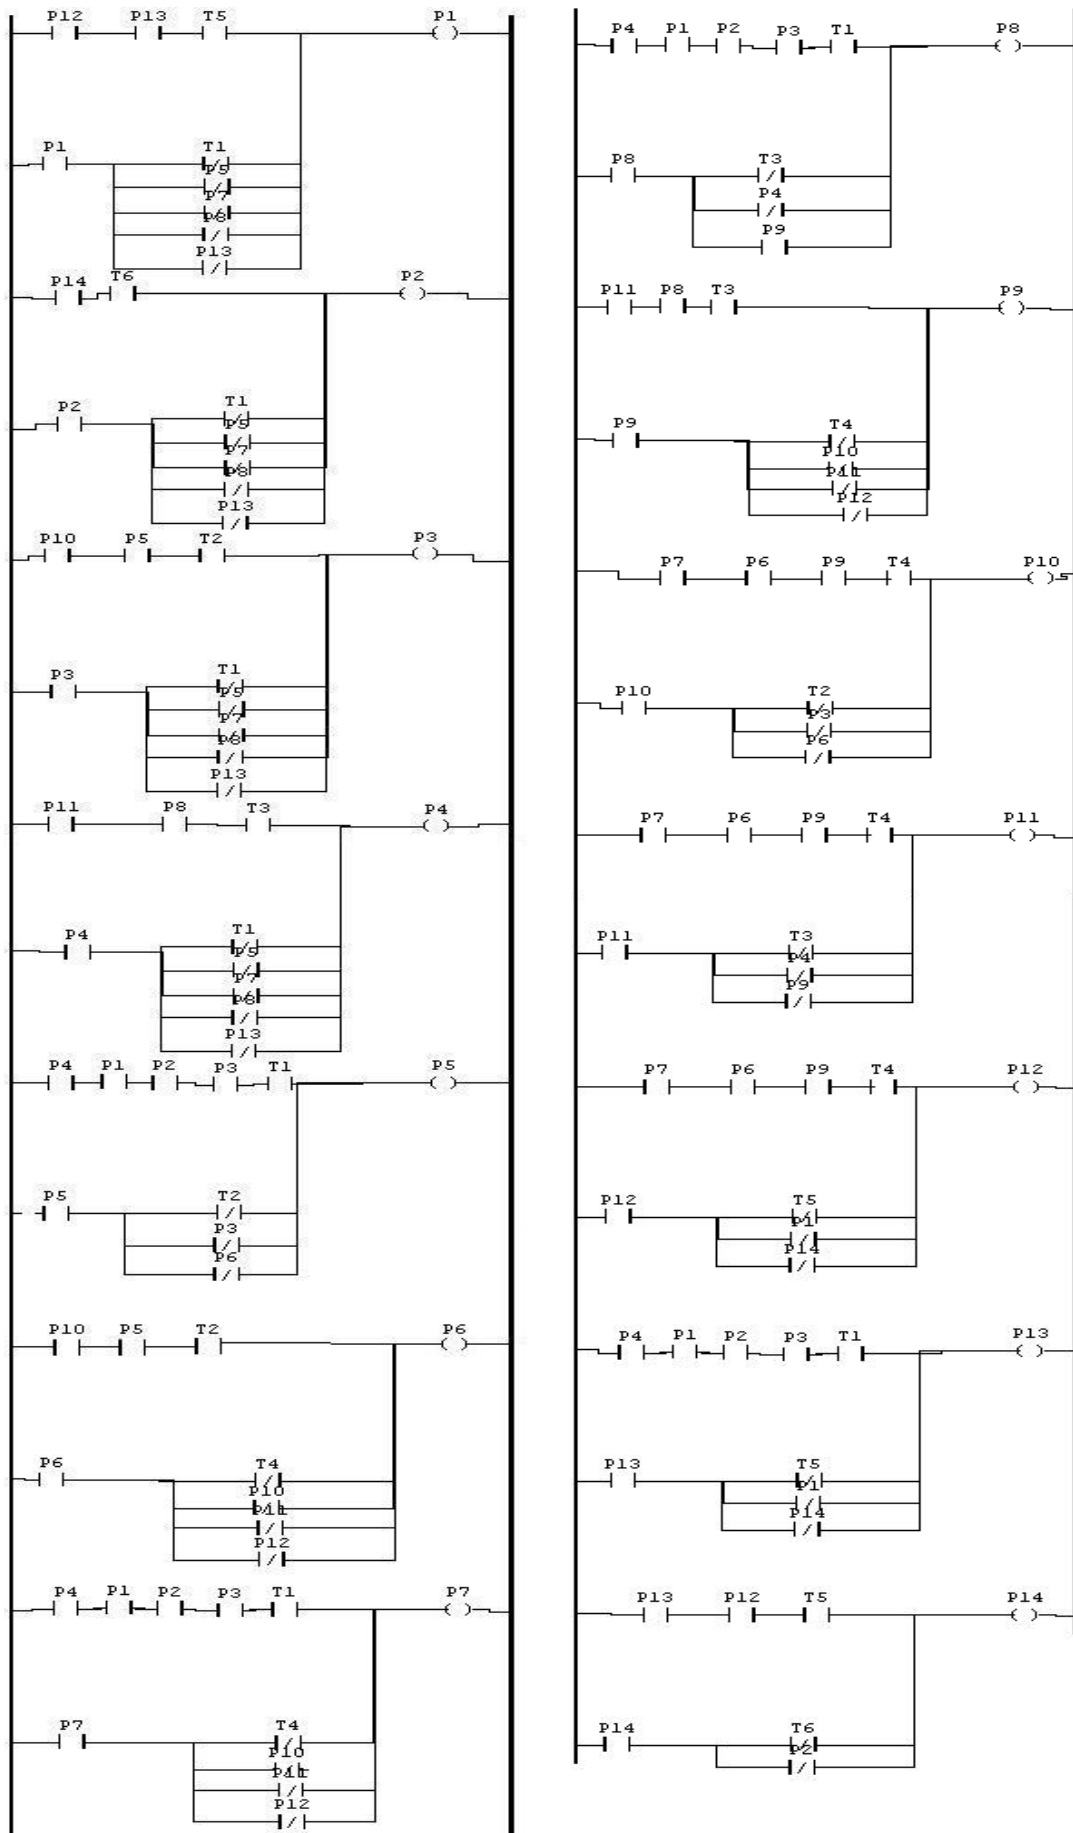 P12 P13 T5 P1
P1 T1
P5
P7
P8
P13
P14 T6 P2
P2 T1
P5
P7
P8
P13
P10 P5 T2 P3
P3 T1
P5
P7
P8
P13
P11 P8 T3 P4
P4 T1
P5
P7
P8
P13
P4 P1 P2 P3 T1 P5
P5 T2
P3
P6
P10 P5 T2 P6
P6 T4
P10
P11
P12
P4 P1 P2 P3 T1 P7
P7 T4
P10
P11
P12
P4 P1 P2 P3 T1 P8
P8 T3
P4
P9
P11 P8 T3 P9
P9 T4
P10
P11
P12
P7 P6 P9 T4 P10
P10 T2
P3
P6
P7 P6 P9 T4 P11
P11 T3
P4
P9
P7 P6 P9 T4 P12
P12 T5
P1
P14
P4 P1 P2 P3 T1 P13
P13 T5
P1
P14
P13 P12 T5 P14
P14 T6
P2